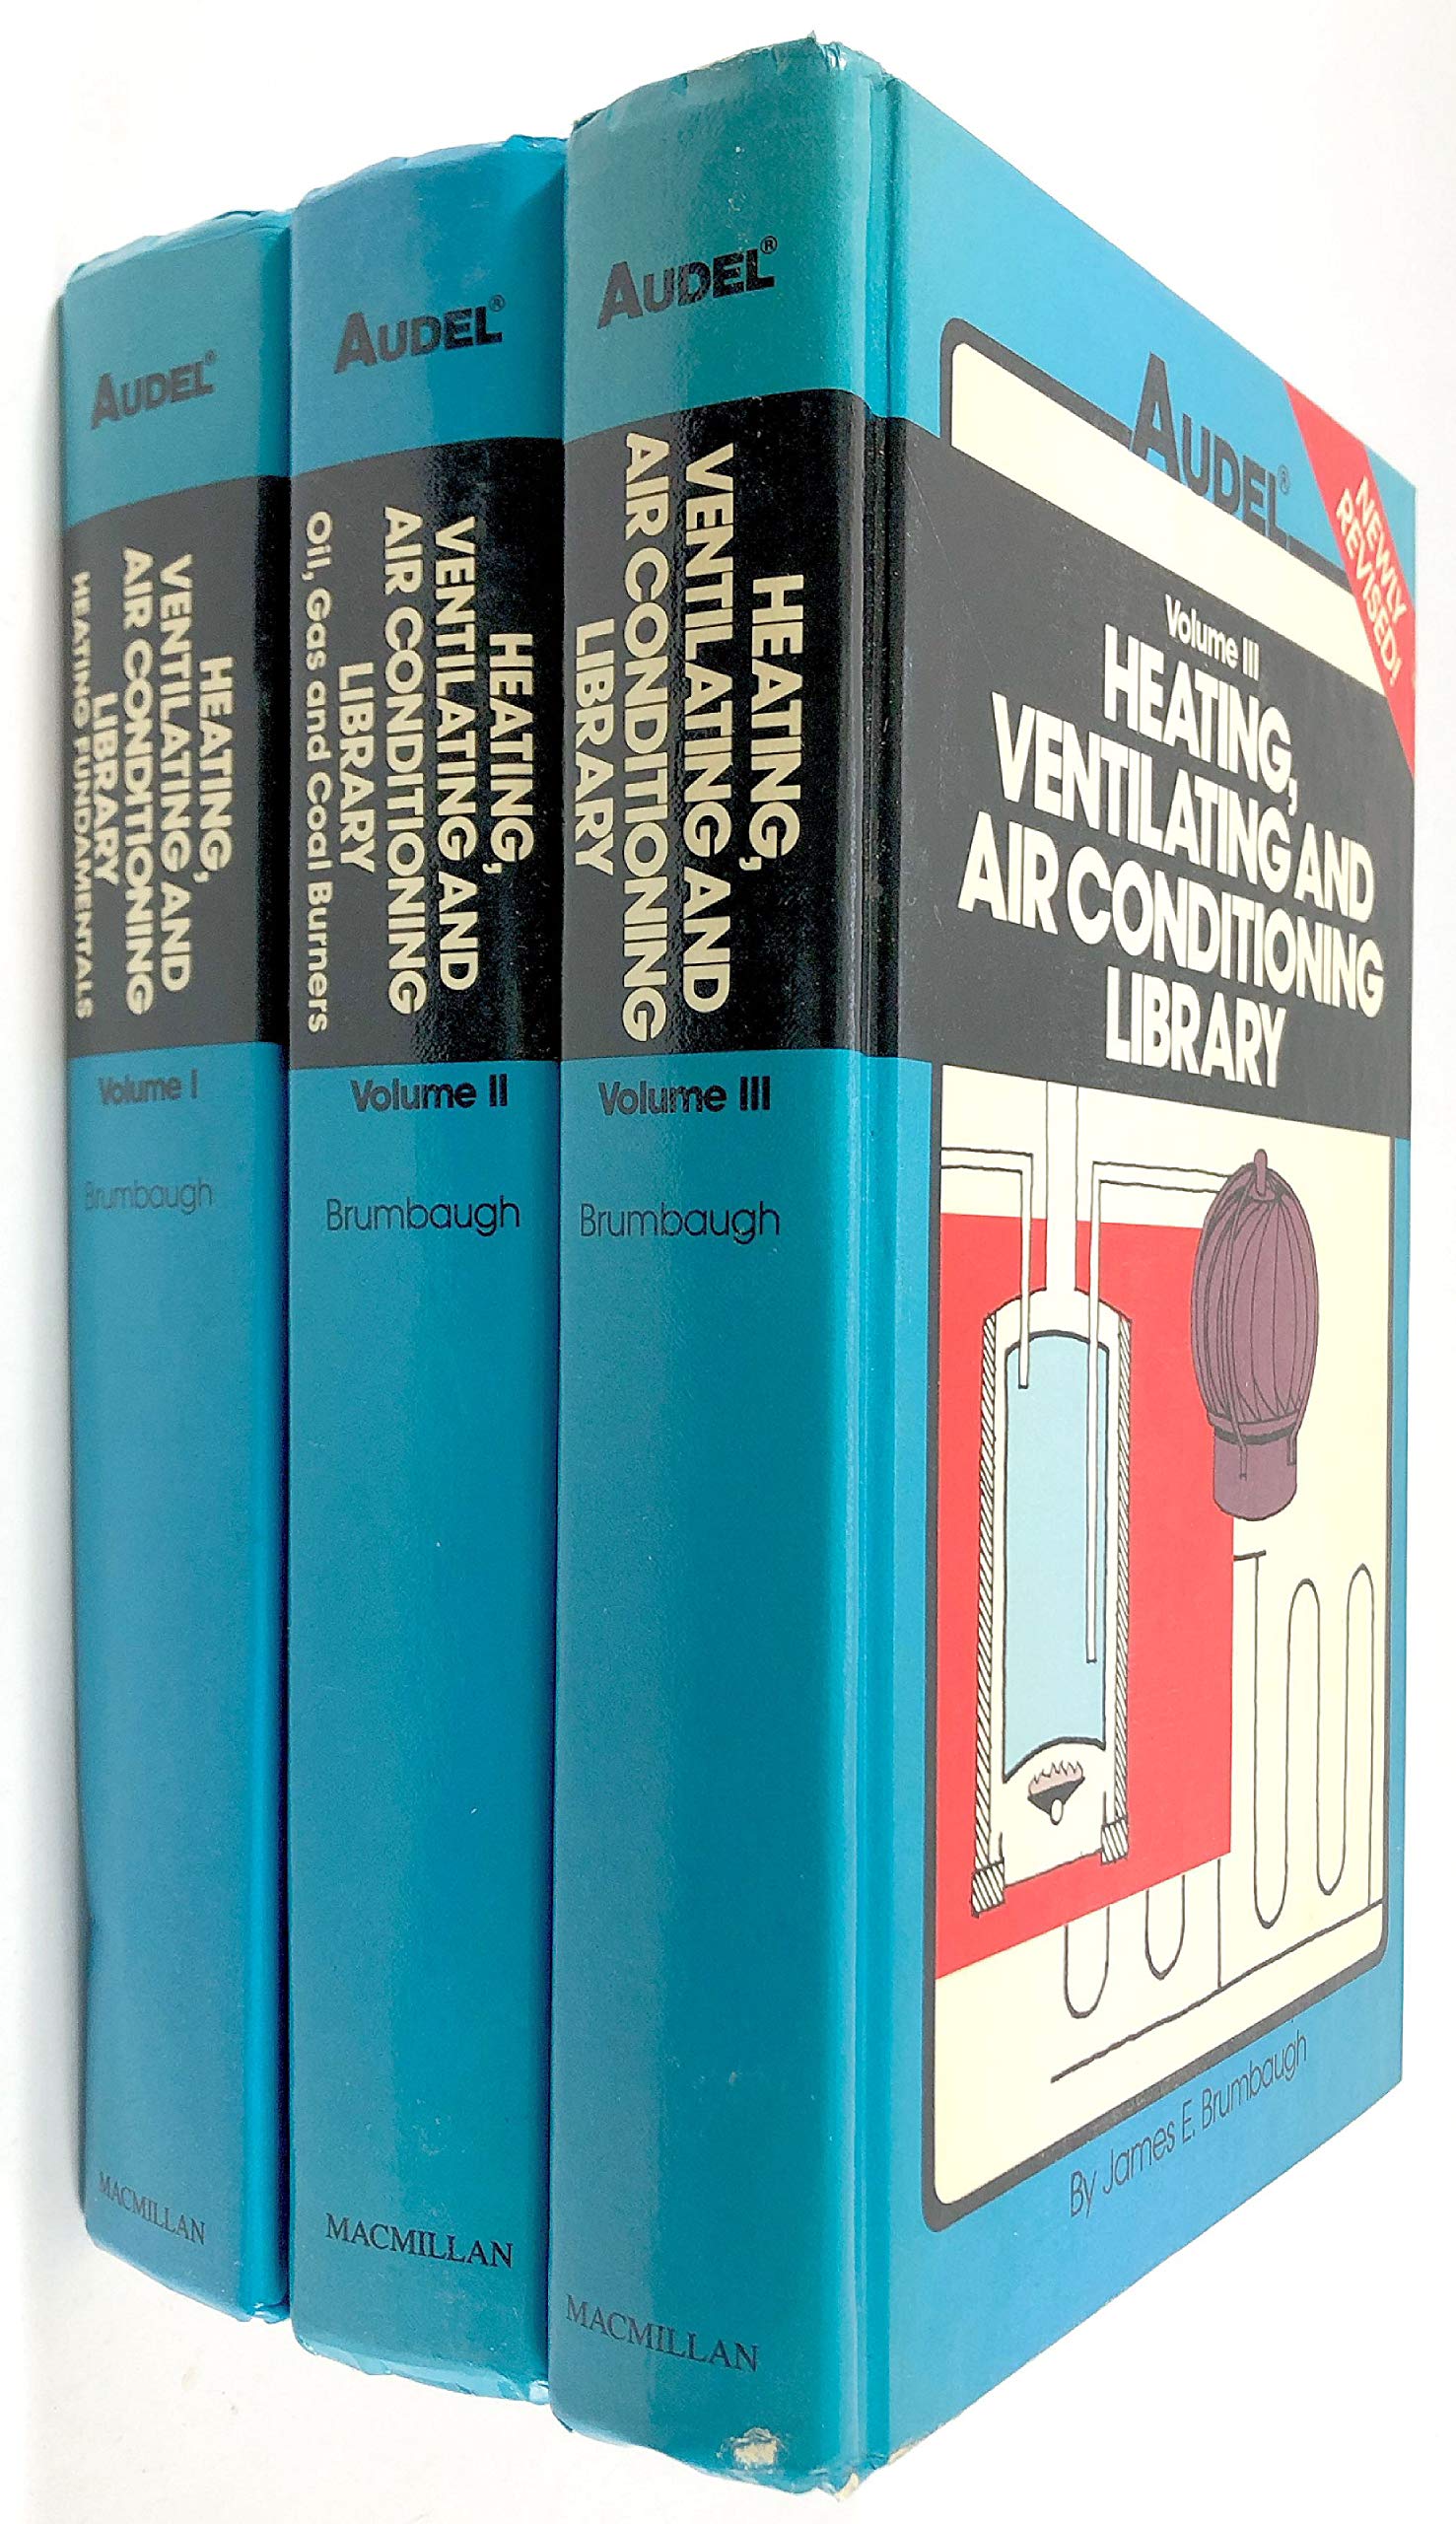 AUDEL®
HEATING,
VENTILATING AND
AIR CONDITIONING
LIBRARY
HEATING FUNDAMENTALS
Volume I
Brumbaugh
MACMILLAN
AUDEL®
HEATING,
VENTILATING AND
AIR CONDITIONING
LIBRARY
Oil, Gas and Coal Burners
Volume II
Brumbaugh
MACMILLAN
AUDEL®
HEATING,
VENTILATING AND
AIR CONDITIONING
LIBRARY
Volume III
Brumbaugh
MACMILLAN
AUDEL®
NEWLY
REVISED!
Volume III
HEATING,
VENTILATING AND
AIR CONDITIONING
LIBRARY
By James E. Brumbaugh